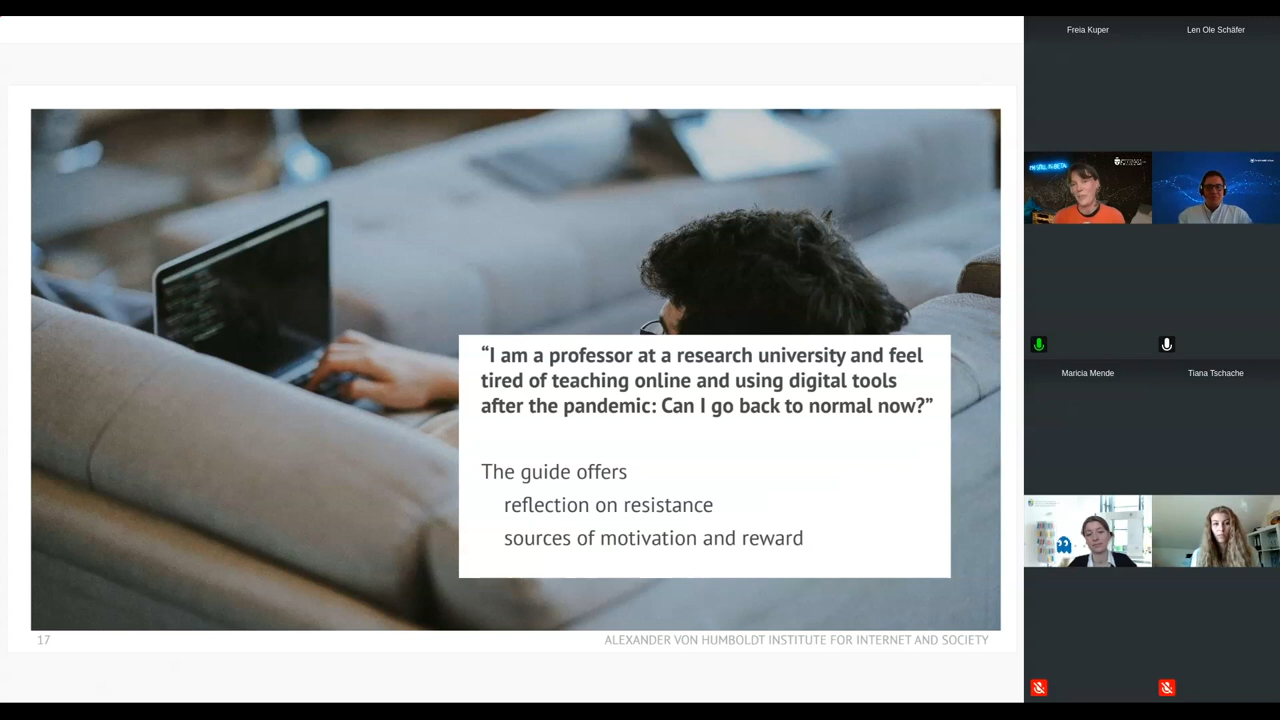 “I am a professor at a research university and feel
tired of teaching online and using digital tools
after the pandemic: Can I go back to normal now?”
The guide offers
reflection on resistance
sources of motivation and reward
17
ALEXANDER VON HUMBOLDT INSTITUTE FOR INTERNET AND SOCIETY
Freia Kuper
Len Ole Schäfer
Maricia Mende
Tiana Tschache